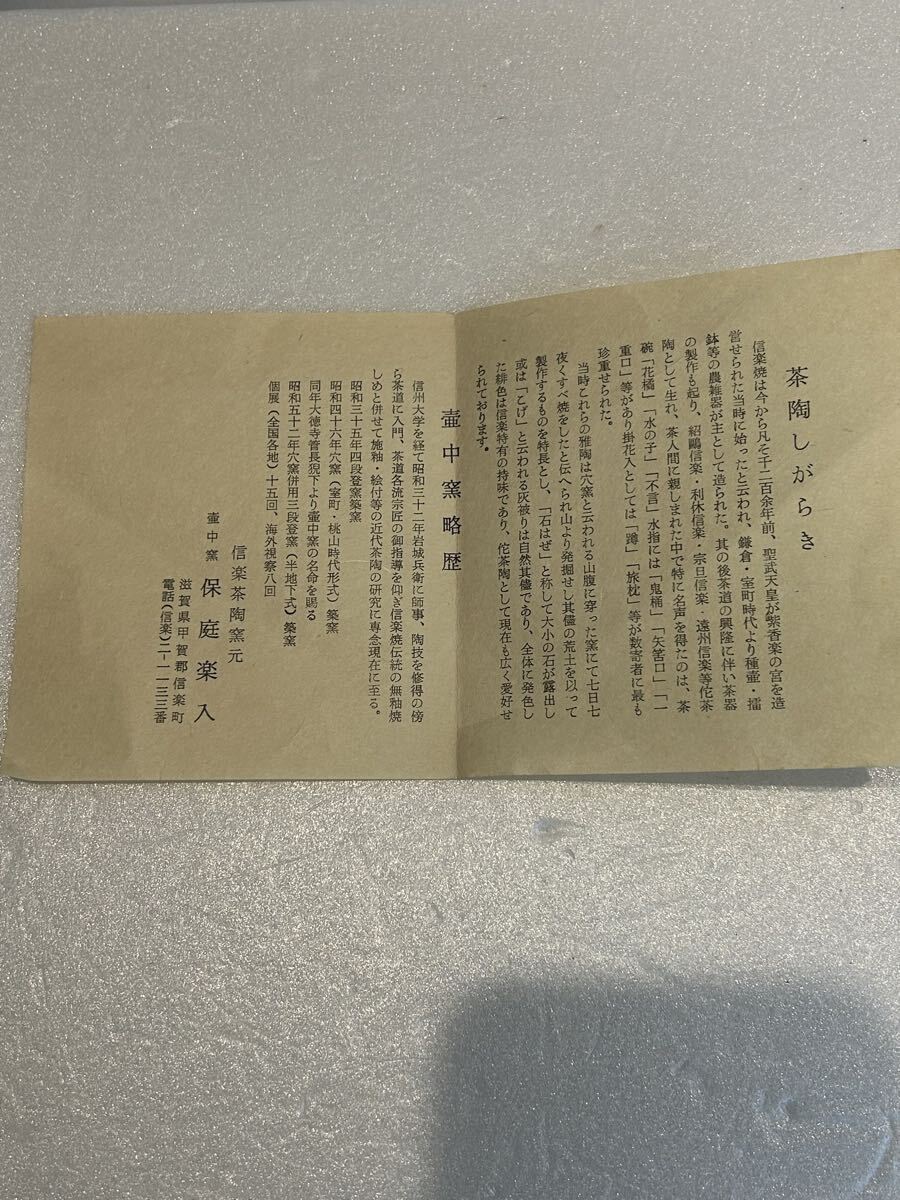 茶陶しがらき
信楽焼は今から凡そ千二百余年前、聖武天皇が紫香楽の宮を造
営せられた当時に始ったと云われ、鎌倉・室町時代より種壷・擂
鉢等の農雑器が主として造られた。其の後茶道の興隆に伴い茶器
の製作も起り、紹鷗信楽・利休信楽・宗旦信楽・遠州信楽等佗茶
陶として生れ、茶人間に親しまれた中で特に名声を得たのは、茶
碗「花橘」「水の子」「不言」水指には「鬼桶」「矢筈口」「一
重口」等があり掛花入としては「蹲」「旅枕」等が数寄者に最も
珍重せられた。
当時これらの雅陶は穴窯と云われる山腹に穿った窯にて七日七
夜くすべ焼をしたと伝へられ山より発掘せし其儘の荒土を以って
製作するものを特長とし、「石はぜ」と称して大小の石が露出し
或は「こげ」と云われる灰被りは自然其儘であり、全体に発色し
た緋色は信楽特有の持味であり、佗茶陶として現在も広く愛好せ
られております。
壷中窯略歴
信州大学を経て昭和三十二年岩城兵衛に師事、陶技を修得の傍
ら茶道に入門、茶道各流宗匠の御指導を仰ぎ信楽焼伝統の無釉焼
しめと併せて施釉・絵付等の近代茶陶の研究に専念現在に至る。
昭和三十五年四段登窯築窯
昭和四十六年穴窯（室町・桃山時代形式）築窯
同年大徳寺管長猊下より壷中窯の名命を賜る
昭和五十二年穴窯併用三段登窯（半地下式）築窯
個展（全国各地）十五回、海外視察八回
信楽茶陶窯元
壷中窯 保庭楽入
滋賀県甲賀郡信楽町
電話（信楽）二ー一一三三番